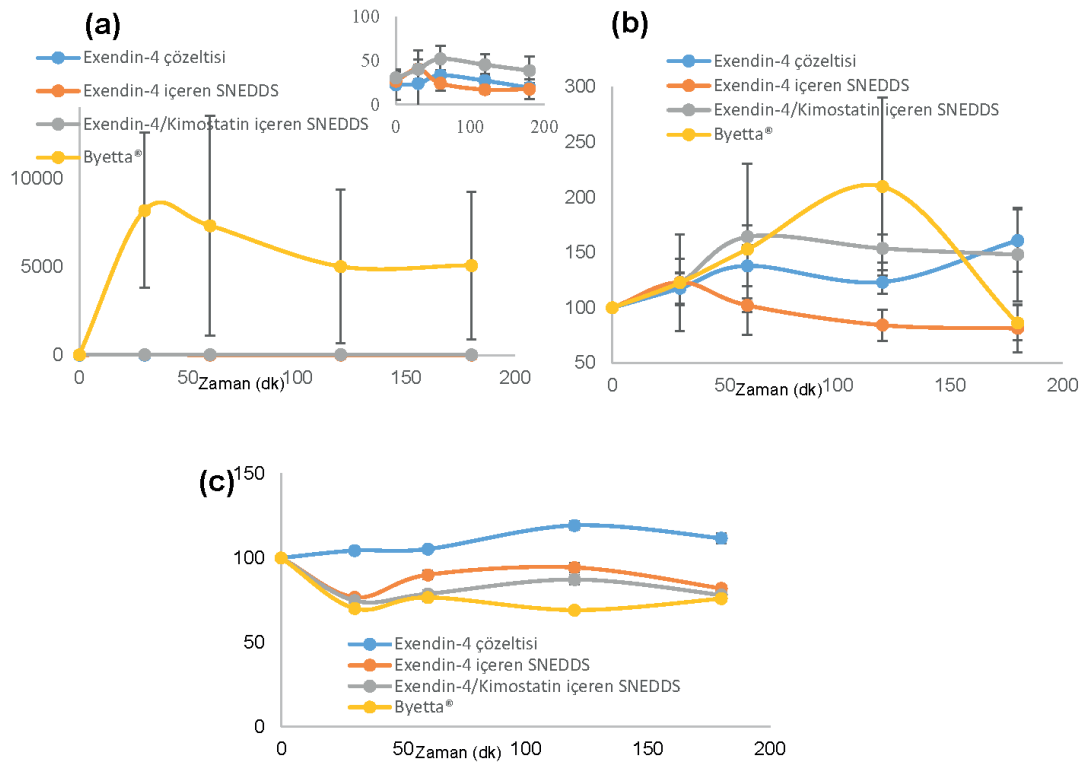 (a)
Exendin-4 çözeltisi
Exendin-4 içeren SNEDDS
Exendin-4/Kimostatin içeren SNEDDS
Byetta®
10000
5000
0
0 50 100 150 200
Zaman (dk)
100
50
0
0 100 200
(b)
Exendin-4 çözeltisi
Exendin-4 içeren SNEDDS
Exendin-4/Kimostatin içeren SNEDDS
Byetta®
300
250
200
150
100
50
0 50 100 150 200
Zaman (dk)
(c)
150
100
50
0
Exendin-4 çözeltisi
Exendin-4 içeren SNEDDS
Exendin-4/Kimostatin içeren SNEDDS
Byetta®
0 50 100 150 200
Zaman (dk)